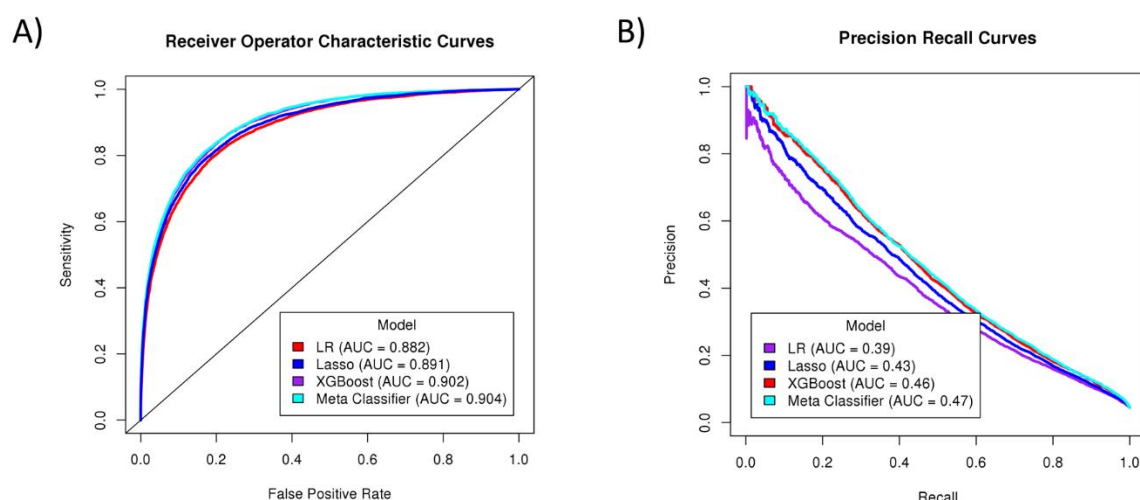 A)
Receiver Operator Characteristic Curves
1.0
0.8
0.6
0.4
0.2
0.0
Sensitivity
Model
LR (AUC = 0.882)
Lasso (AUC = 0.891)
XGBoost (AUC = 0.902)
Meta Classifier (AUC = 0.904)
0.0 0.2 0.4 0.6 0.8 1.0
False Positive Rate
B)
Precision Recall Curves
1.0
0.8
0.6
0.4
0.2
0.0
Precision
Model
LR (AUC = 0.39)
Lasso (AUC = 0.43)
XGBoost (AUC = 0.46)
Meta Classifier (AUC = 0.47)
0.0 0.2 0.4 0.6 0.8 1.0
Recall